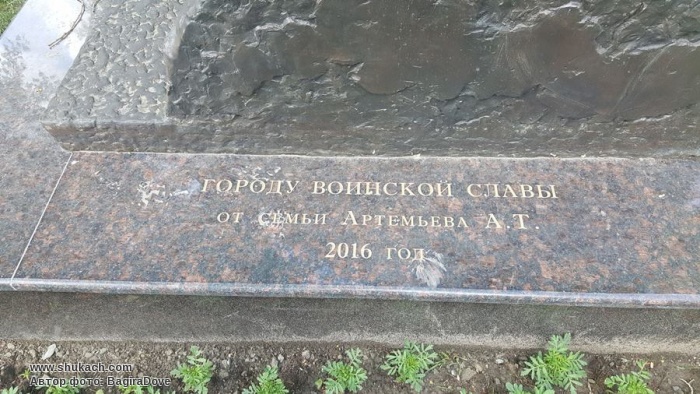 ГОРОДУ ВОИНСКОЙ СЛАВЫ
ОТ СЕМЬИ АРТЕМЬЕВА А.Т.
2016 ГОД
www.shukach.com
Автор фото: BagiraDove